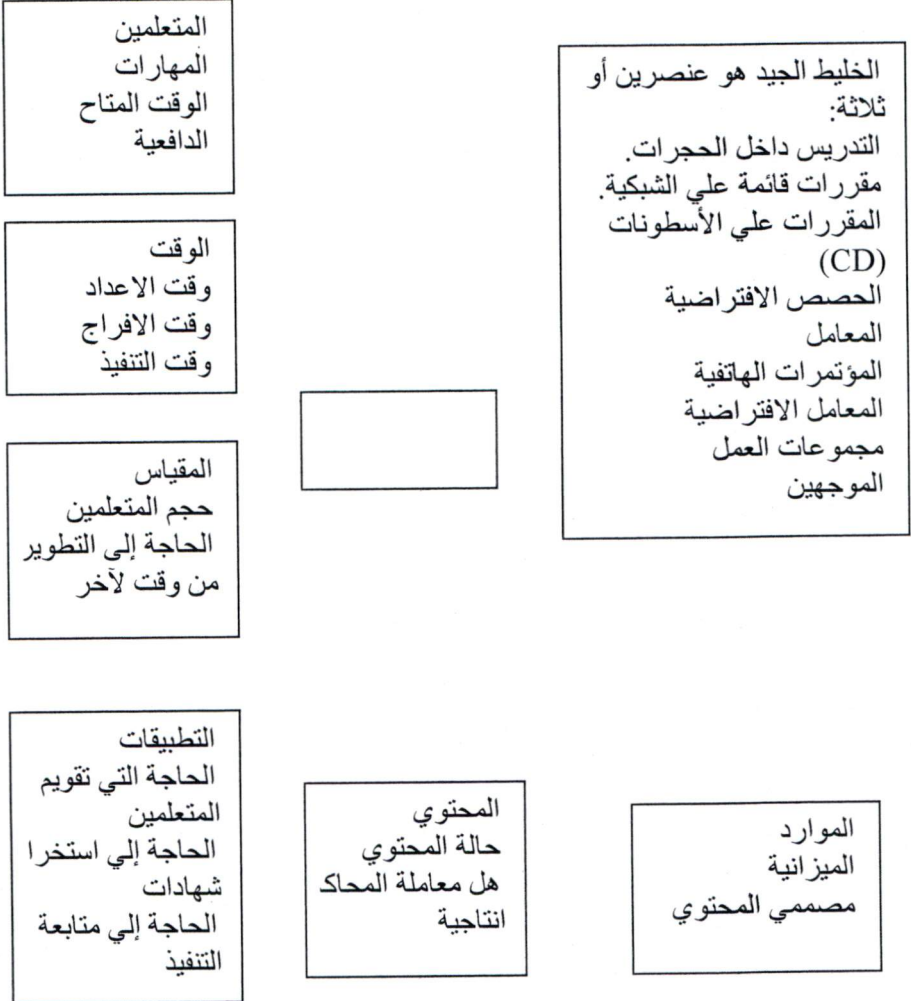 المتعلمين
المهارات
الوقت المتاح
الدافعية
الخليط الجيد هو عنصرين أو
ثلاثة:
التدريس داخل الحجرات.
مقررات قائمة علي الشبكية.
المقررات علي الأسطونات
(CD)
الحصص الافتراضية
المعامل
المؤتمرات الهاتفية
المعامل الافتراضية
مجموعات العمل
الموجهين
الوقت
وقت الاعداد
وقت الافراج
وقت التنفيذ
المقياس
حجم المتعلمين
الحاجة إلى التطوير
من وقت لآخر
التطبيقات
الحاجة التي تقويم
المتعلمين
الحاجة إلي استخرا
شهادات
الحاجة إلي متابعة
التنفيذ
المحتوي
حالة المحتوي
هل معاملة المحاك
انتاجية
الموارد
الميزانية
مصممي المحتوي